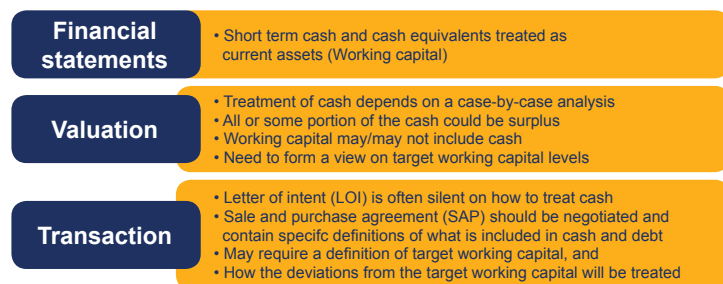 Financial
statements
• Short term cash and cash equivalents treated as
current assets (Working capital)
Valuation
• Treatment of cash depends on a case-by-case analysis
• All or some portion of the cash could be surplus
• Working capital may/may not include cash
• Need to form a view on target working capital levels
Transaction
• Letter of intent (LOI) is often silent on how to treat cash
• Sale and purchase agreement (SAP) should be negotiated and
contain specifc definitions of what is included in cash and debt
• May require a definition of target working capital, and
• How the deviations from the target working capital will be treated